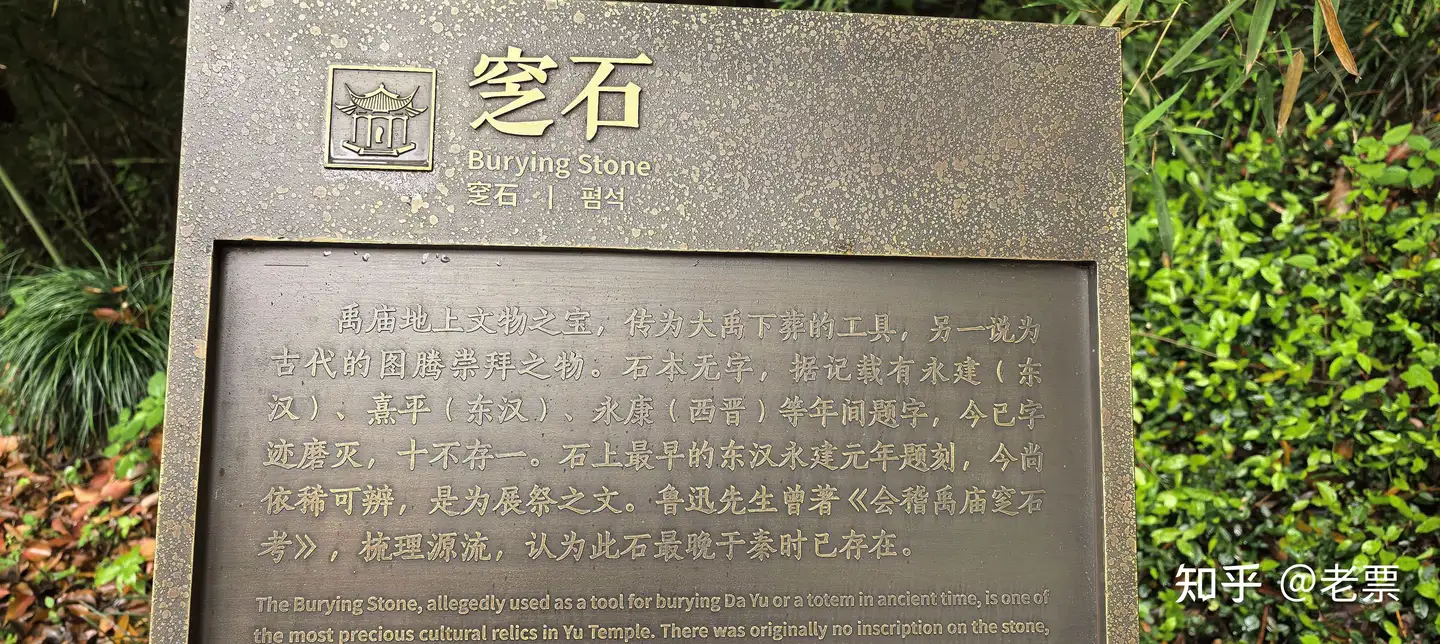 窆石
Burying Stone
窆石 | 폄석
禹庙地上文物之宝，传为大禹下葬的工具，另一说为
古代的图腾崇拜之物。石本无字，据记载有永建（东
汉）、熹平（东汉）、永康（西晋）等年间题字，今已字
迹磨灭，十不存一。石上最早的东汉永建元年题刻，今尚
依稀可辨，是为展祭之文。鲁迅先生曾著《会稽禹庙窆石
考》，梳理源流，认为此石最晚于秦时已存在。
The Burying Stone, allegedly used as a tool for burying Da Yu or a totem in ancient time, is one of
the most precious cultural relics in Yu Temple. There was originally no inscription on the stone,
知乎 @老票